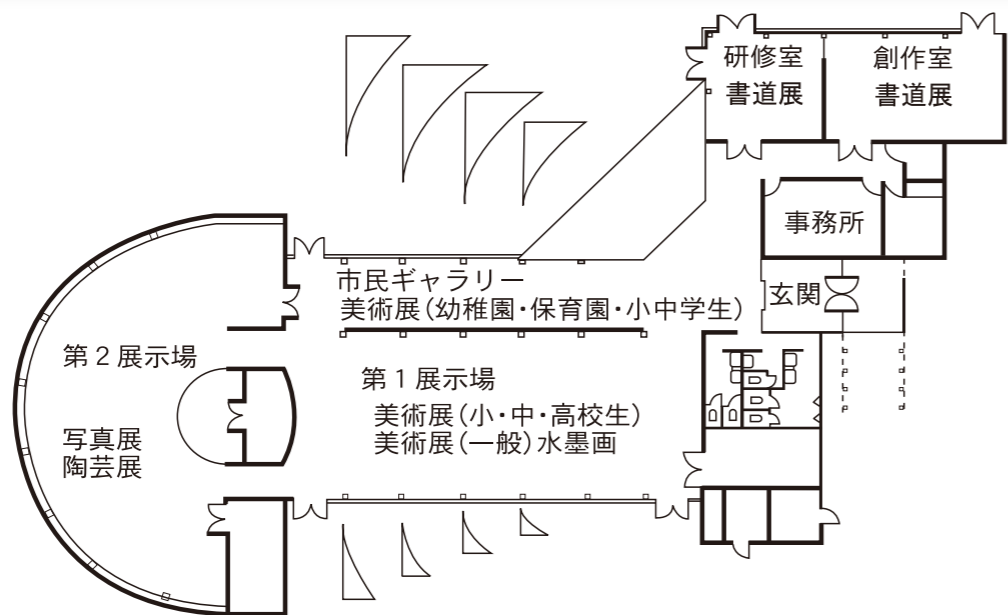 研修室
書道展
創作室
書道展
事務所
玄関
市民ギャラリー
美術展(幼稚園・保育園・小中学生)
第2展示場
写真展
陶芸展
第1展示場
美術展(小・中・高校生)
美術展(一般)水墨画